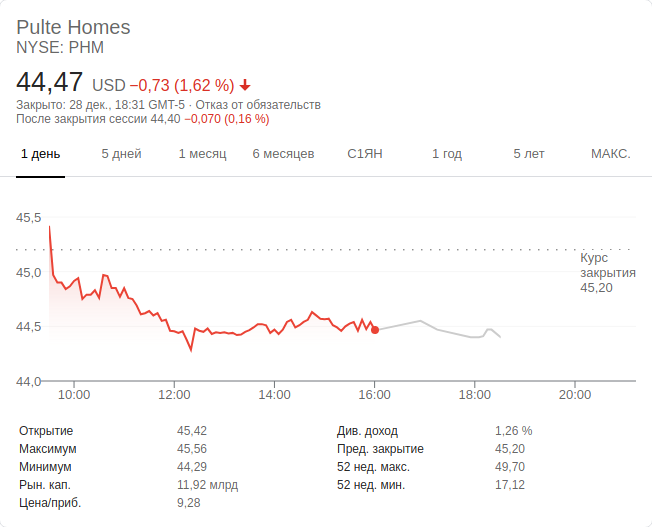 Pulte Homes
NYSE: PHM
44,47 USD −0,73 (1,62 %)
Закрыто: 28 дек., 18:31 GMT-5 · Отказ от обязательств
После закрытия сессии 44,40 −0,070 (0,16 %)
1 день 5 дней 1 месяц 6 месяцев С1ЯН 1 год 5 лет МАКС.
45,5
Курс
закрытия
45,20
45,0
44,5
44,0
10:00 12:00 14:00 16:00 18:00 20:00
Открытие 45,42 Див. доход 1,26 %
Максимум 45,56 Пред. закрытие 45,20
Минимум 44,29 52 нед. макс. 49,70
Рын. кап. 11,92 млрд 52 нед. мин. 17,12
Цена/приб. 9,28